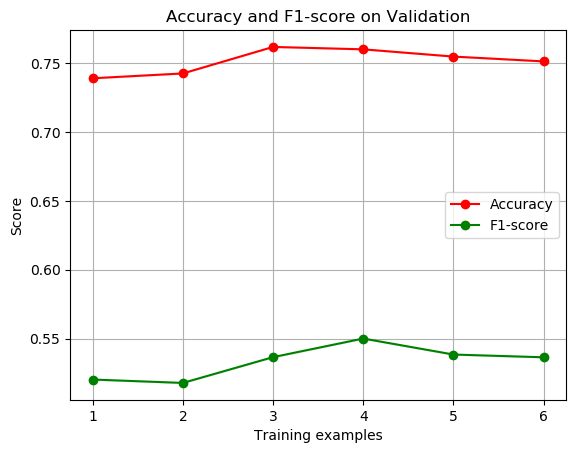 Accuracy and F1-score on Validation
Score
0.75
0.70
0.65
0.60
0.55
Accuracy
F1-score
1 2 3 4 5 6
Training examples